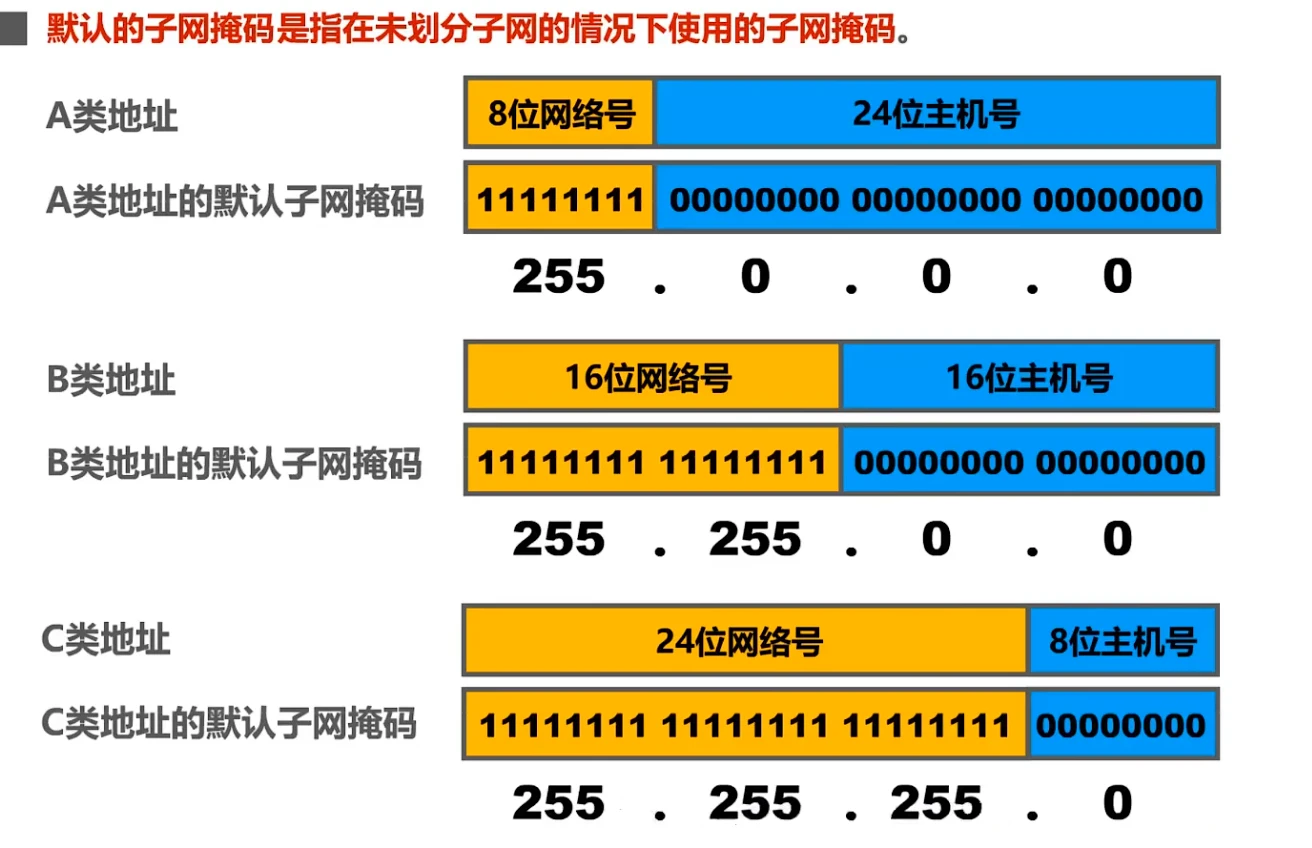 默认的子网掩码是指在未划分子网的情况下使用的子网掩码。
A类地址 8位网络号 24位主机号
A类地址的默认子网掩码 11111111 00000000 00000000 00000000
255 . 0 . 0 . 0
B类地址 16位网络号 16位主机号
B类地址的默认子网掩码 11111111 11111111 00000000 00000000
255 . 255 . 0 . 0
C类地址 24位网络号 8位主机号
C类地址的默认子网掩码 11111111 11111111 11111111 00000000
255 . 255 . 255 . 0